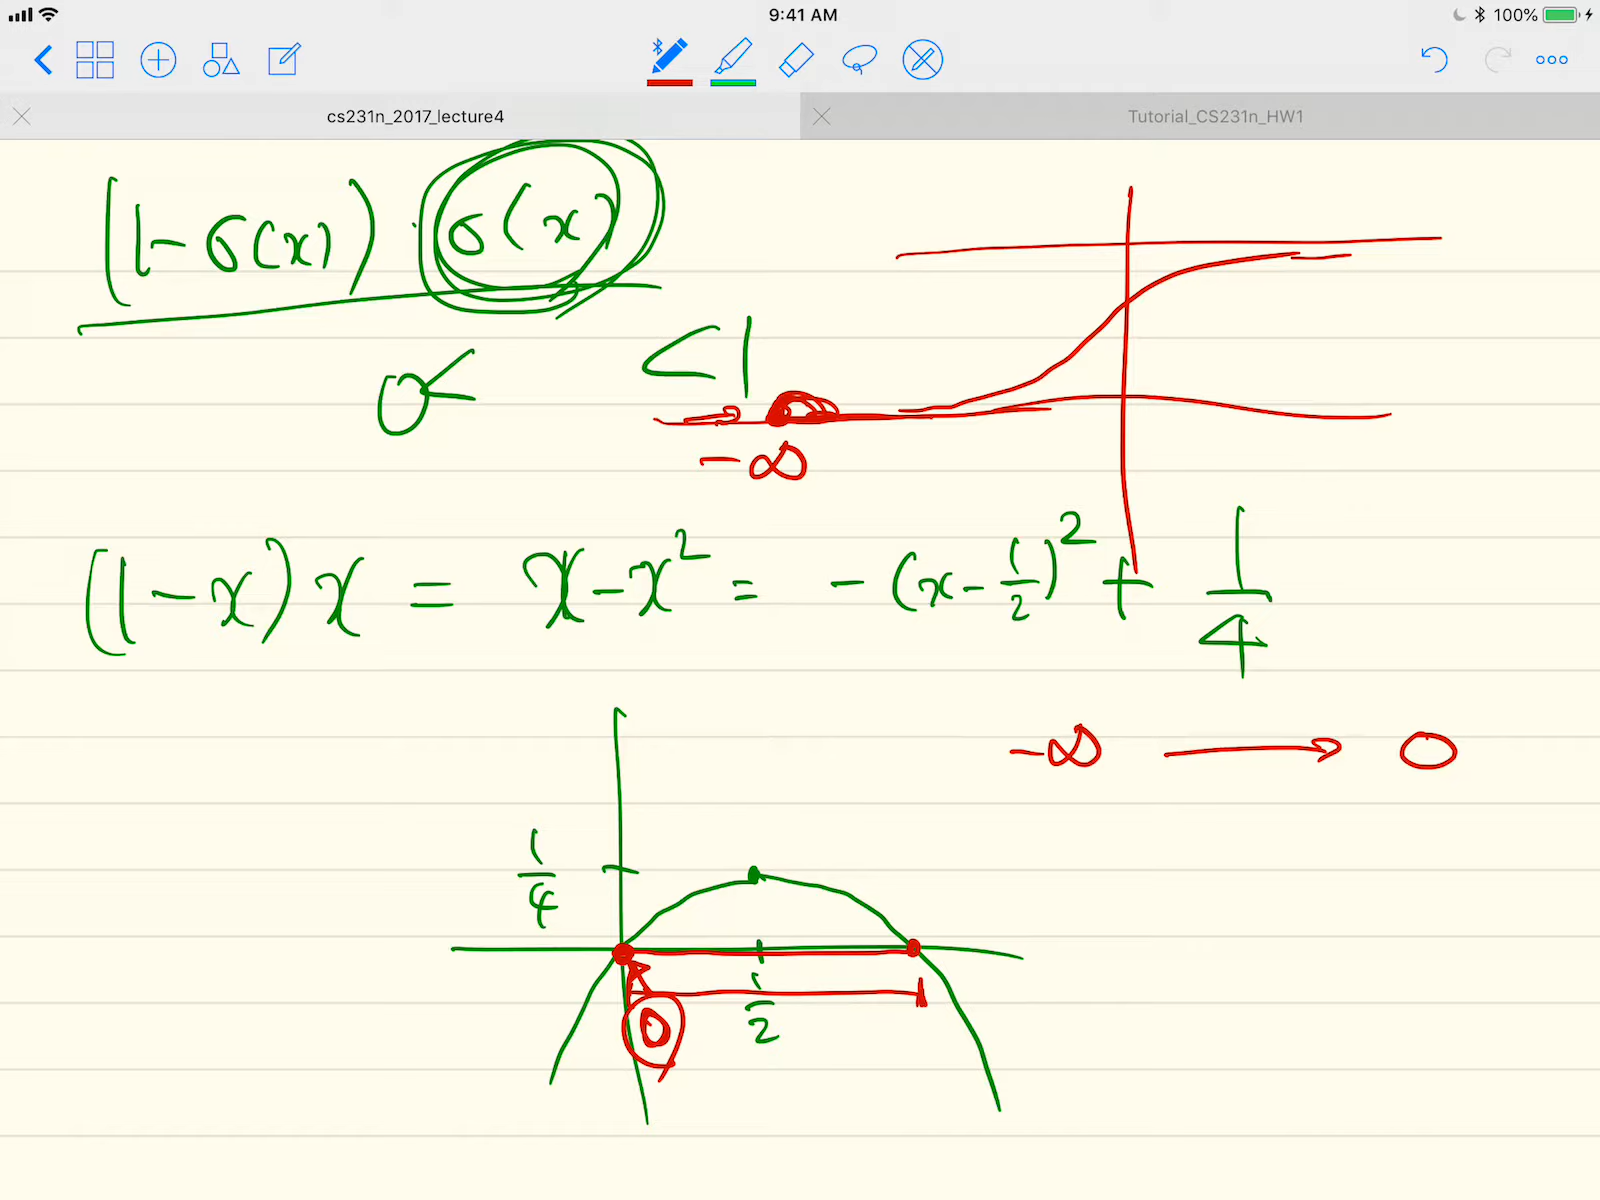 9:41 AM
100%
cs231n_2017_lecture4
Tutorial_CS231n_HW1
(1-σ(x))·σ(x)
0< <1
-∞
(1-x)x = x-x² = -(x-1/2)² + 1/4
-∞ → 0
1/4
1/2
0